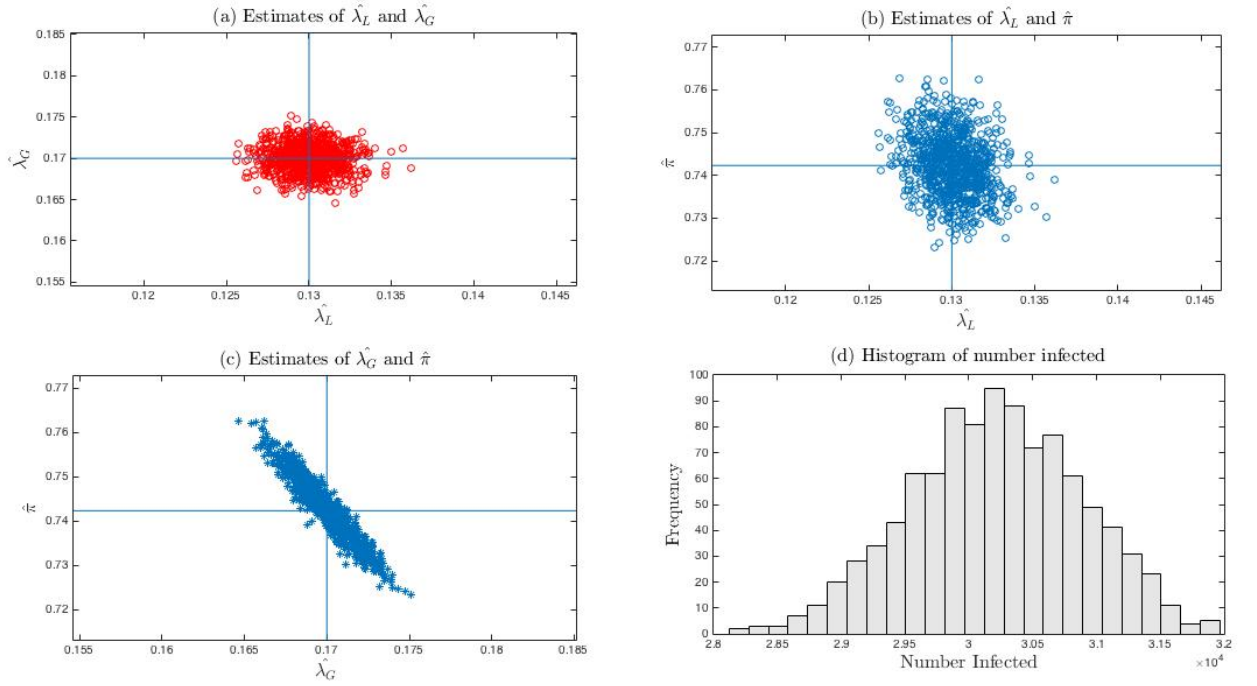 (a) Estimates of λ̂_L and λ̂_G
0.185
0.18
0.175
0.17
0.165
0.16
0.155
λ̂_G
0.12 0.125 0.13 0.135 0.14 0.145
λ̂_L
(b) Estimates of λ̂_L and π̂
0.77
0.76
0.75
0.74
0.73
0.72
π̂
0.12 0.125 0.13 0.135 0.14 0.145
λ̂_L
(c) Estimates of λ̂_G and π̂
0.77
0.76
0.75
0.74
0.73
0.72
π̂
0.155 0.16 0.165 0.17 0.175 0.18 0.185
λ̂_G
(d) Histogram of number infected
100
90
80
70
60
50
40
30
20
10
0
Frequency
2.8 2.85 2.9 2.95 3 3.05 3.1 3.15 3.2
Number Infected
×10⁴